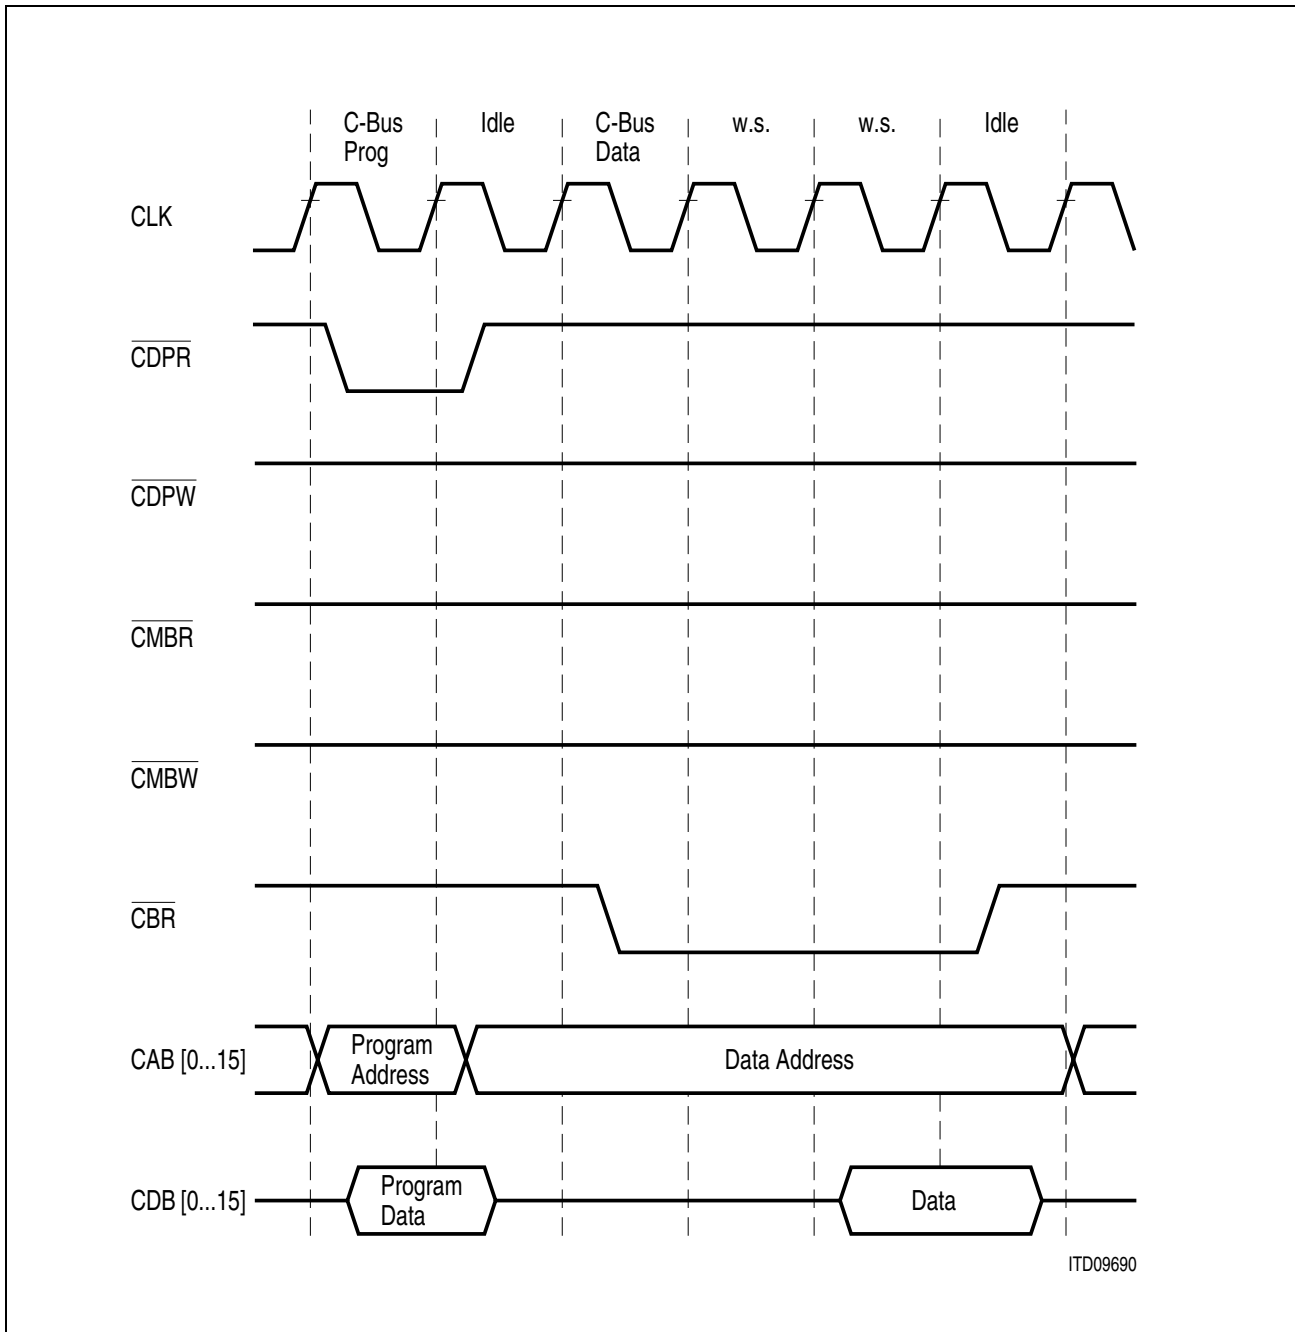 C-Bus
Prog
Idle
C-Bus
Data
w.s.
w.s.
Idle
CLK
CDPR
CDPW
CMBR
CMBW
CBR
CAB [0...15]
Program
Address
Data Address
CDB [0...15]
Program
Data
Data
ITD09690